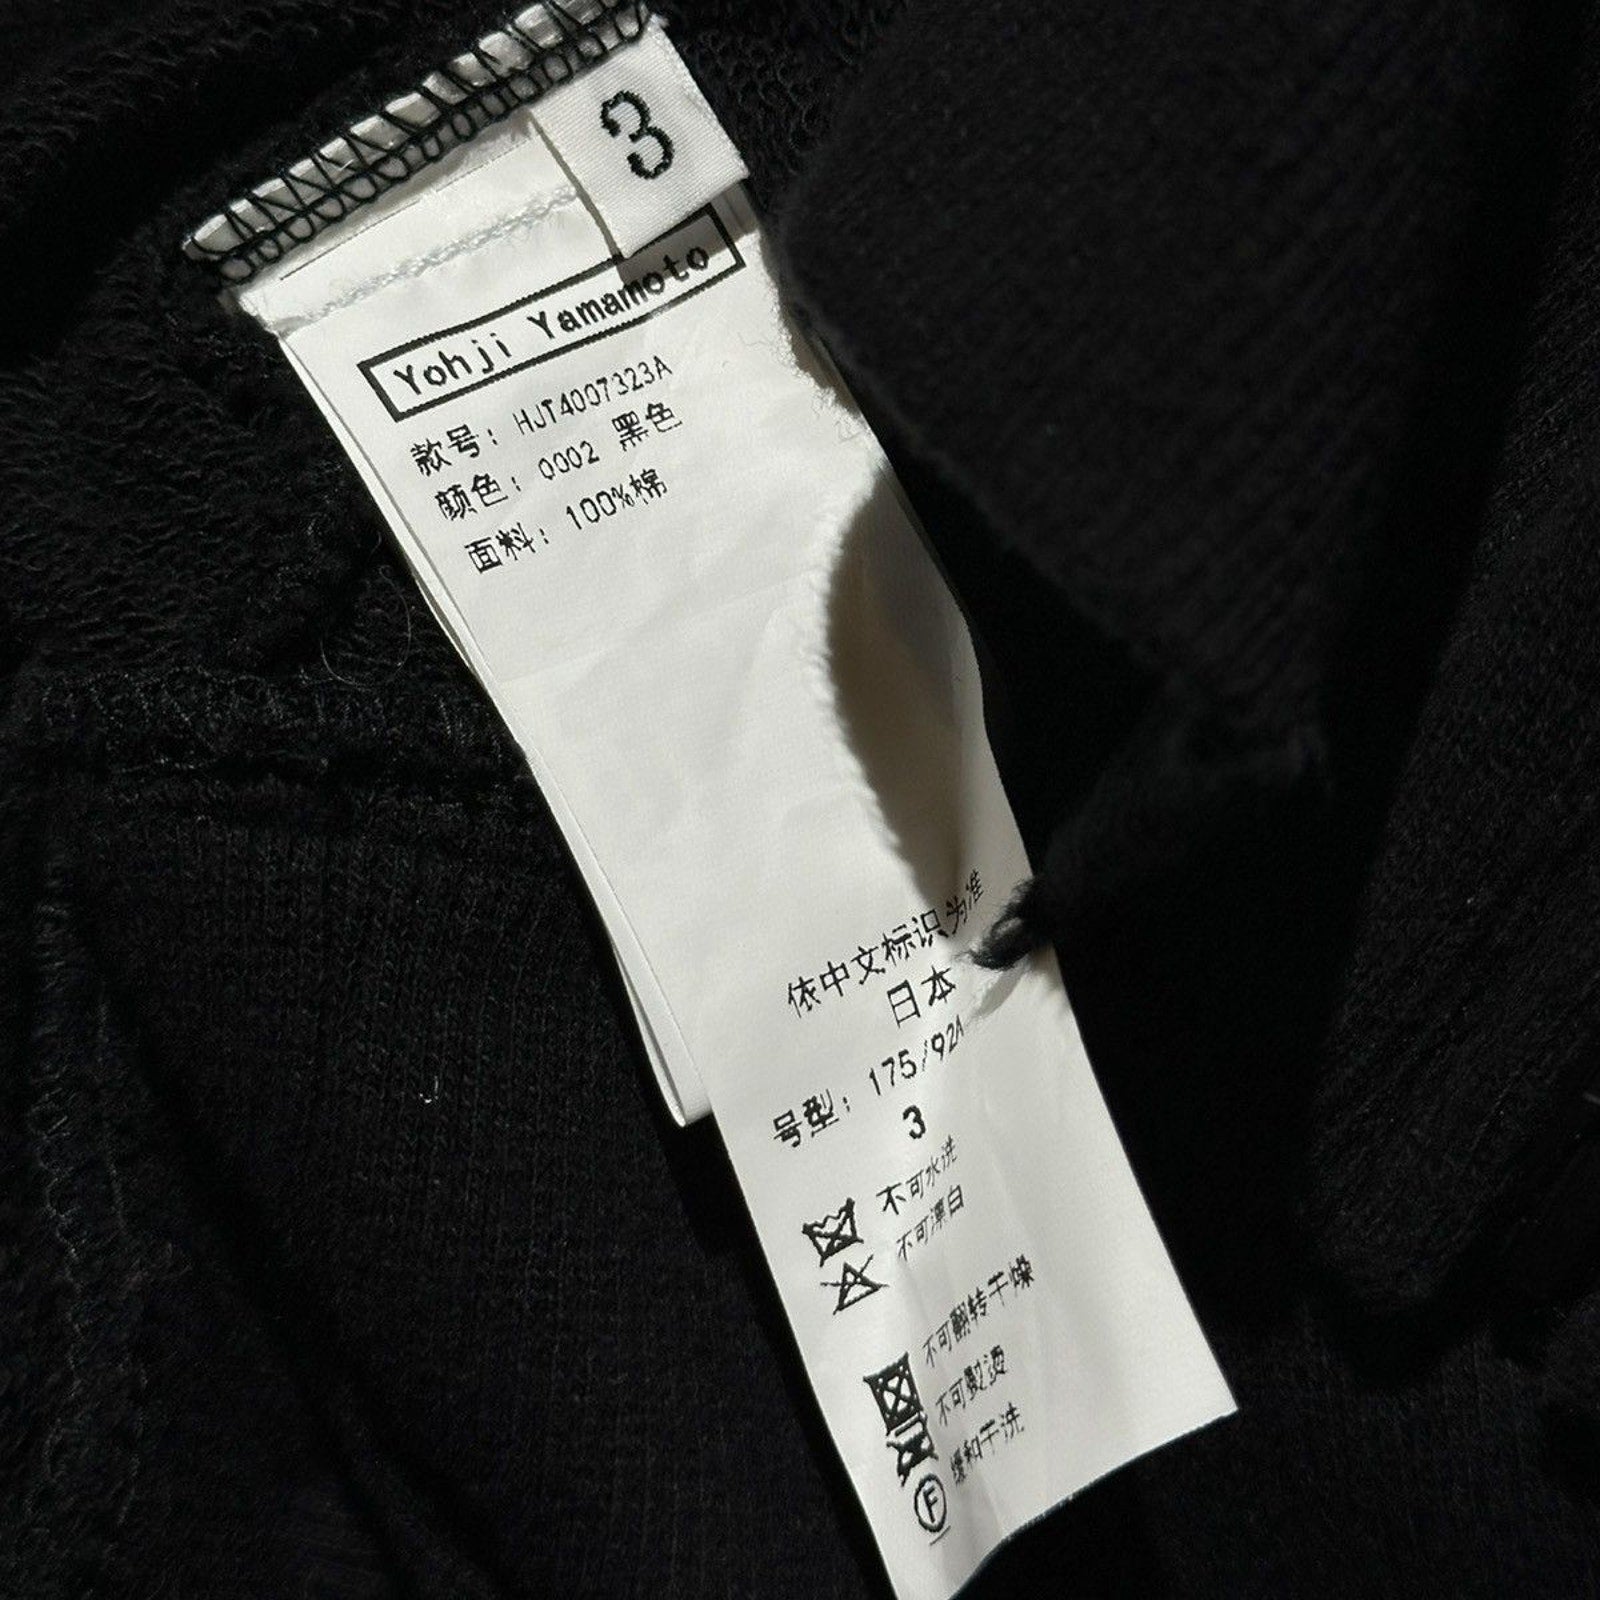 3
Yohji Yamamoto
款号: HJT4007323A
颜色: 0002 黑色
面料: 100%棉
依中文标识为准
日本
号型: 175/92A
3
不可水洗
不可漂白
不可翻转干燥
不可熨烫
缓和干洗
F